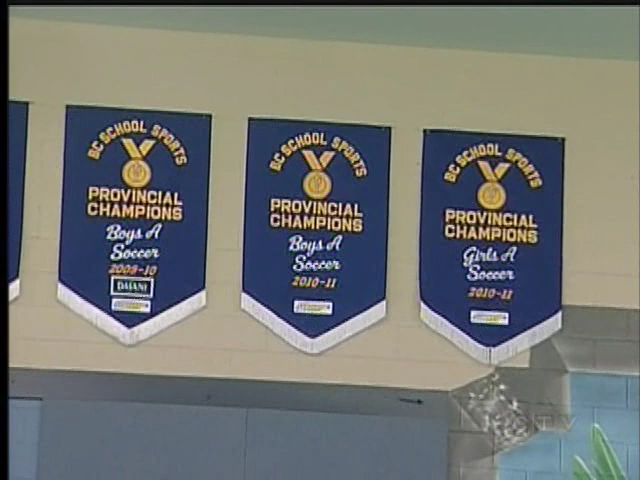 BC SCHOOL SPORTS
PROVINCIAL
CHAMPIONS
Boys A
Soccer
2009-10
BC SCHOOL SPORTS
PROVINCIAL
CHAMPIONS
Boys A
Soccer
2010-11
BC SCHOOL SPORTS
PROVINCIAL
CHAMPIONS
Girls A
Soccer
2010-11